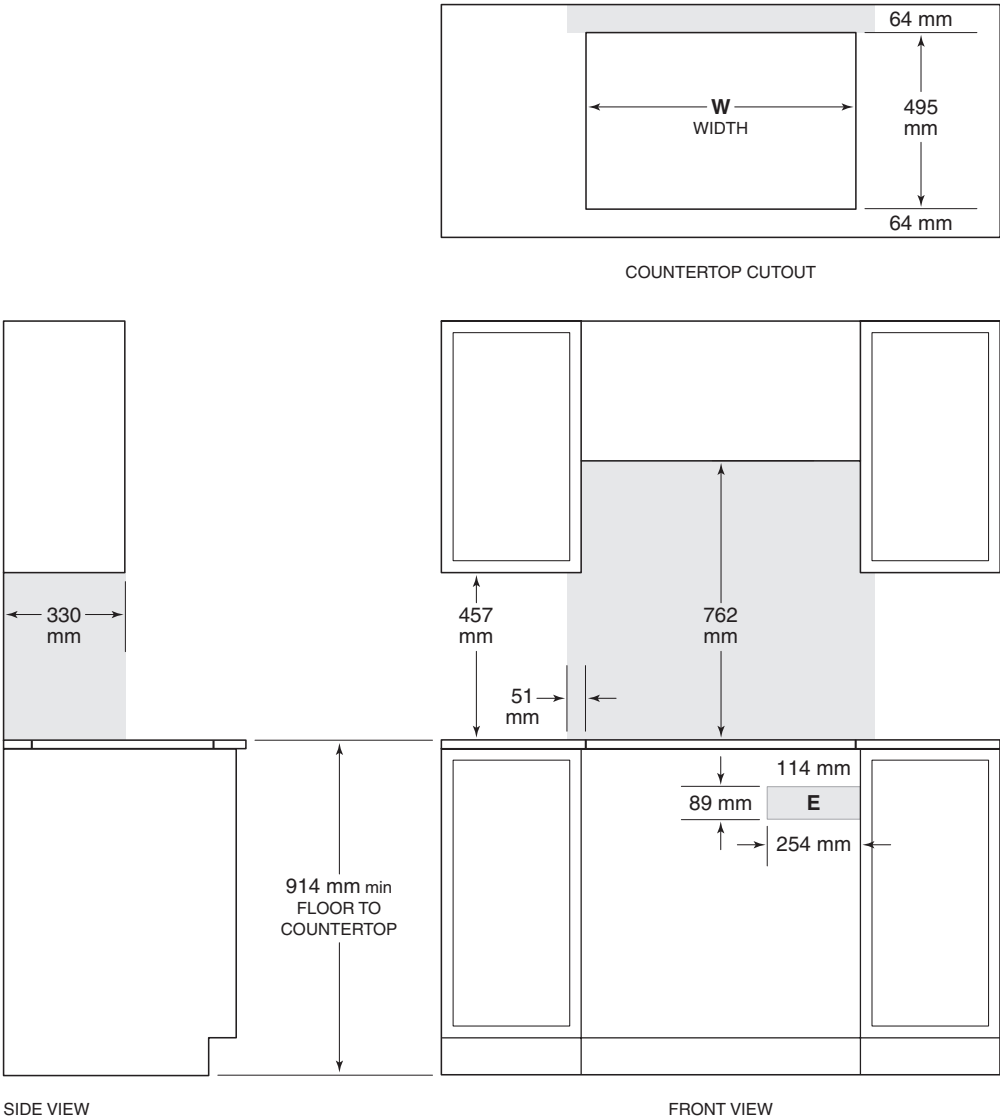 64 mm
W
WIDTH
495
mm
64 mm
COUNTERTOP CUTOUT
330
mm
457
mm
762
mm
51
mm
114 mm
89 mm
E
254 mm
914 mm min
FLOOR TO
COUNTERTOP
SIDE VIEW
FRONT VIEW